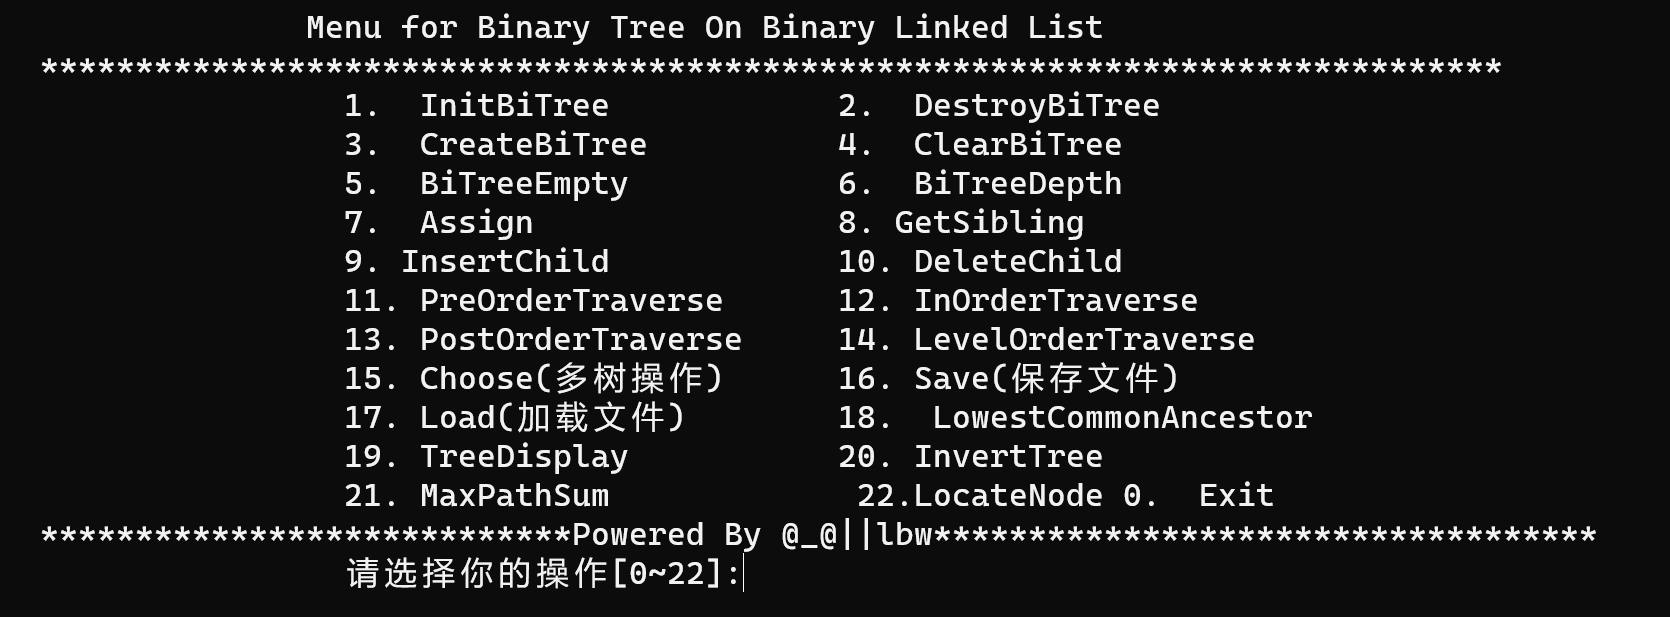 Menu for Binary Tree On Binary Linked List
*****************************************************************************
1.  InitBiTree            2.  DestroyBiTree
3.  CreateBiTree          4.  ClearBiTree
5.  BiTreeEmpty           6.  BiTreeDepth
7.  Assign                8. GetSibling
9. InsertChild            10. DeleteChild
11. PreOrderTraverse      12. InOrderTraverse
13. PostOrderTraverse     14. LevelOrderTraverse
15. Choose(多树操作)      16. Save(保存文件)
17. Load(加载文件)        18.  LowestCommonAncestor
19. TreeDisplay           20. InvertTree
21. MaxPathSum             22.LocateNode 0.  Exit
****************************Powered By @_@||lbw***********************************
请选择你的操作[0~22]: